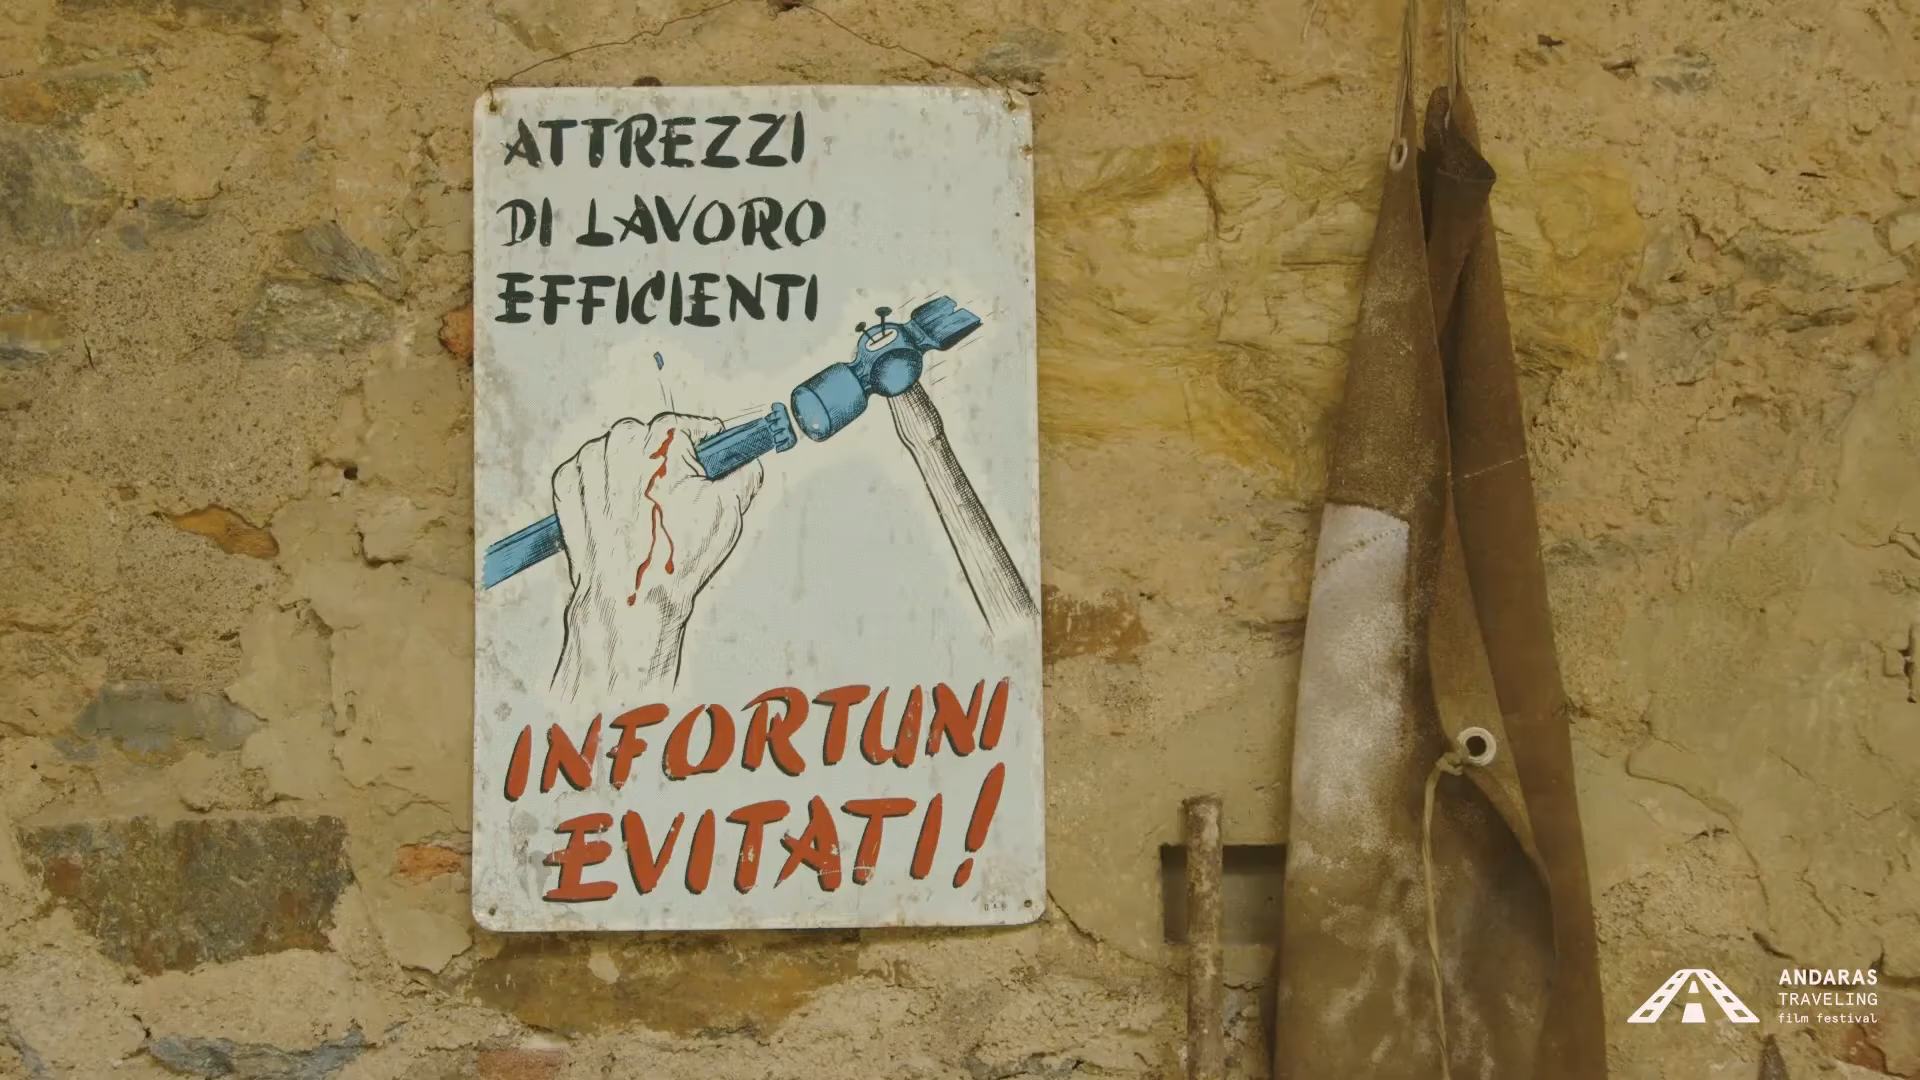 ATTREZZI
DI LAVORO
EFFICIENTI
INFORTUNI
EVITATI!
ANDARAS
TRAVELING
film festival